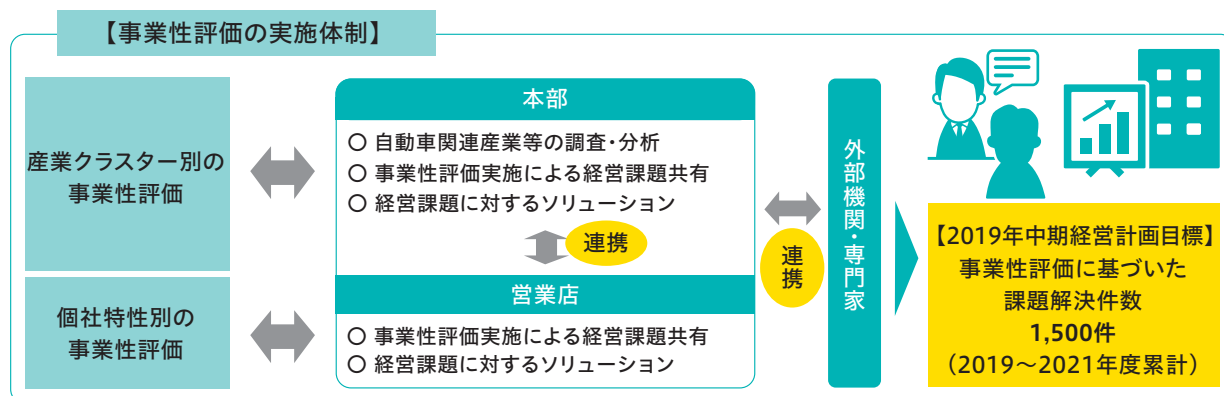 【事業性評価の実施体制】
産業クラスター別の
事業性評価
個社特性別の
事業性評価
本部
○ 自動車関連産業等の調査・分析
○ 事業性評価実施による経営課題共有
○ 経営課題に対するソリューション
連携
営業店
○ 事業性評価実施による経営課題共有
○ 経営課題に対するソリューション
連携
外部機関・専門家
【2019年中期経営計画目標】
事業性評価に基づいた
課題解決件数
1,500件
（2019～2021年度累計）